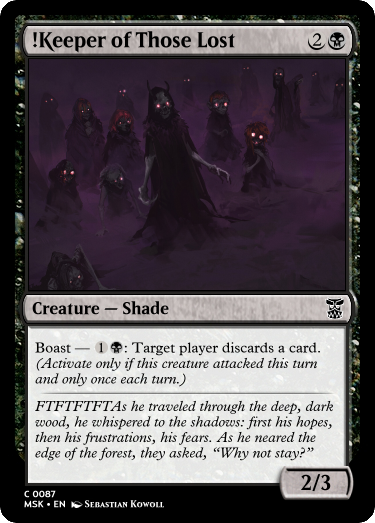 !Keeper of Those Lost 2
Creature — Shade
Boast — 1 : Target player discards a card.
(Activate only if this creature attacked this turn
and only once each turn.)
FTFTFTFTAs he traveled through the deep, dark
wood, he whispered to the shadows: first his hopes,
then his frustrations, his fears. As he neared the
edge of the forest, they asked, “Why not stay?”
2/3
C 0087
MSK • EN Sebastian Kowoll